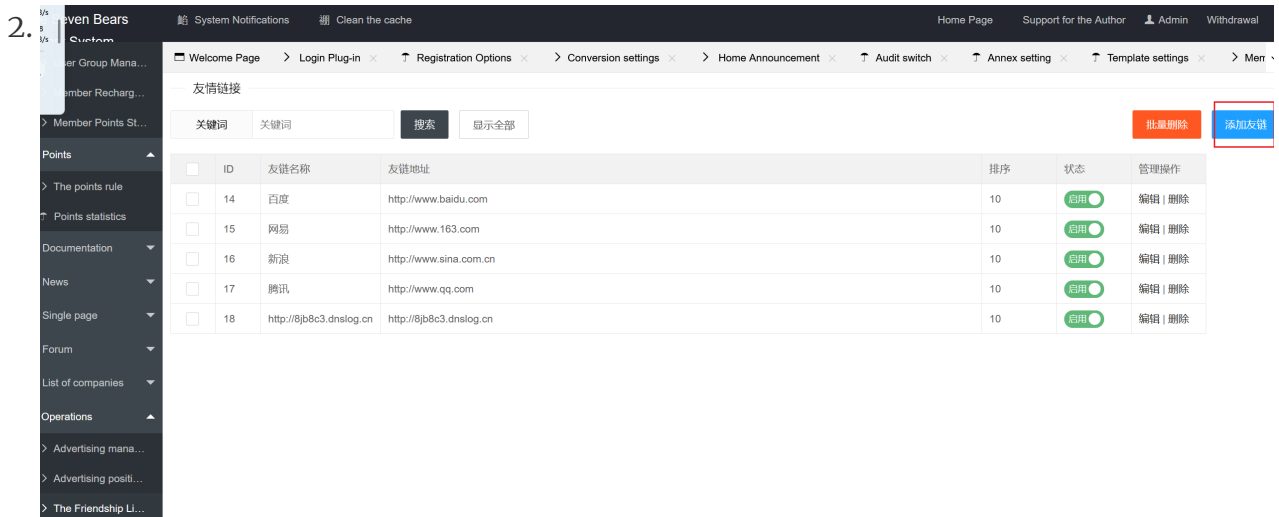 2.
even Bears
System
System Notifications
Clean the cache
Home Page
Support for the Author
Admin
Withdrawal
Welcome Page
Login Plug-in
Registration Options
Conversion settings
Home Announcement
Audit switch
Annex setting
Template settings
Mem
ser Group Mana...
ember Recharg...
Member Points St...
Points
The points rule
Points statistics
Documentation
News
Single page
Forum
List of companies
Operations
Advertising mana...
Advertising positi...
The Friendship Li...
友情链接
关键词 关键词 搜索 显示全部 批量删除 添加友链
ID 友链名称 友链地址 排序 状态 管理操作
14 百度 http://www.baidu.com 10 启用 编辑 | 删除
15 网易 http://www.163.com 10 启用 编辑 | 删除
16 新浪 http://www.sina.com.cn 10 启用 编辑 | 删除
17 腾讯 http://www.qq.com 10 启用 编辑 | 删除
18 http://8jb8c3.dnslog.cn http://8jb8c3.dnslog.cn 10 启用 编辑 | 删除